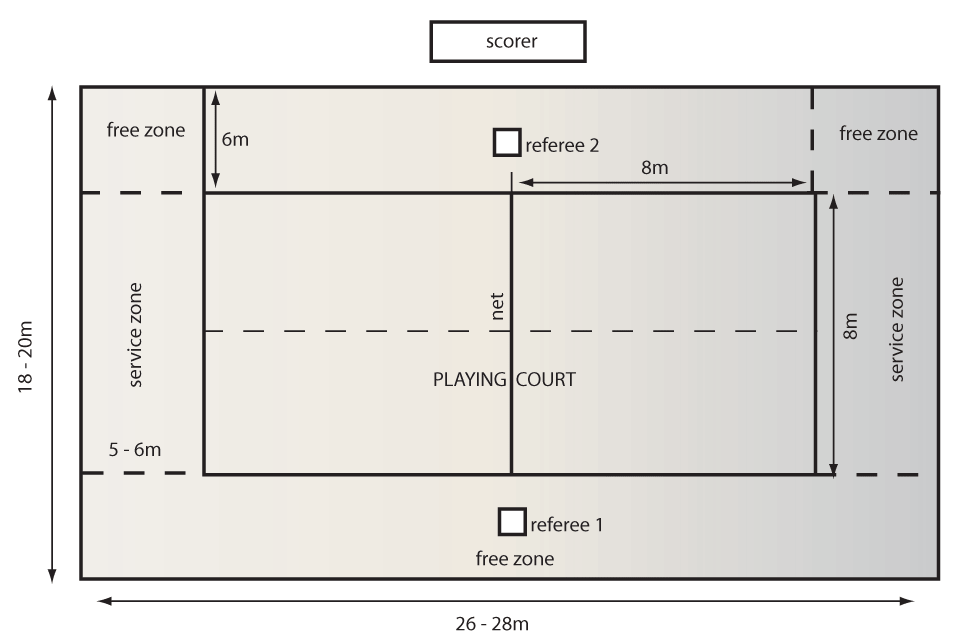 scorer
free zone
6m
referee 2
free zone
8m
service zone
net
8m
service zone
18 - 20m
PLAYING COURT
5 - 6m
referee 1
free zone
26 - 28m